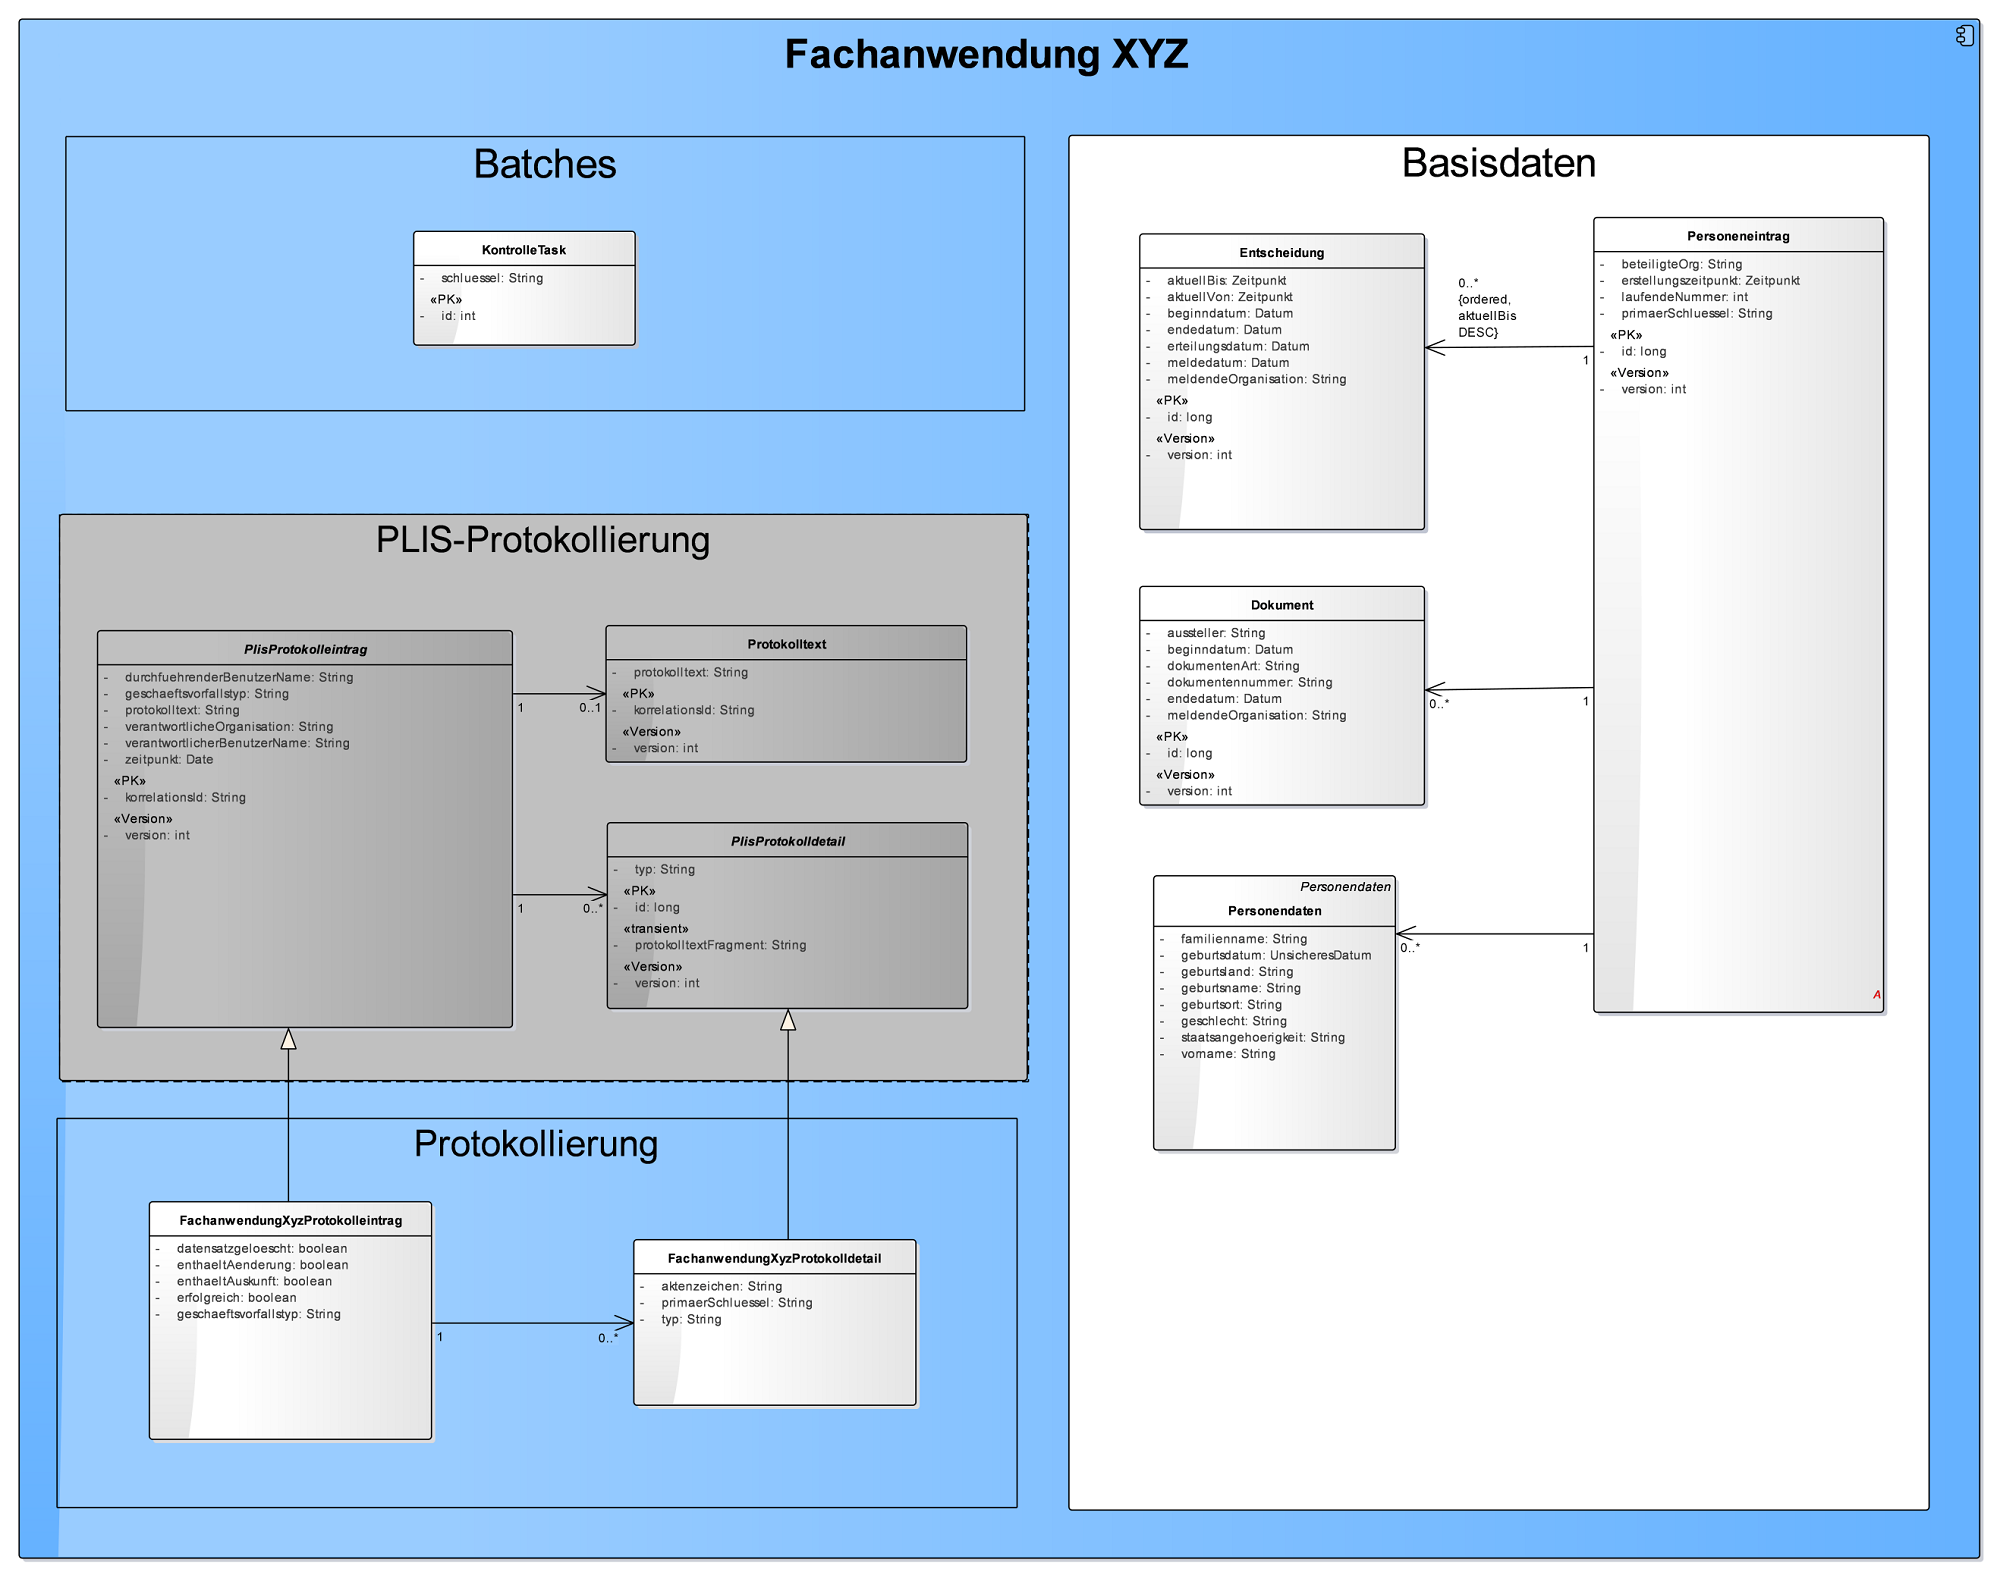 Fachanwendung XYZ
Batches
KontrolleTask
- schluessel: String
«PK»
- id: int
PLIS-Protokollierung
PlisProtokolleintrag
- durchfuehrenderBenutzerName: String
- geschaeftsvorfallstyp: String
- protokolltext: String
- verantwortlicheOrganisation: String
- verantwortlicherBenutzerName: String
- zeitpunkt: Date
«PK»
- korrelationsId: String
«Version»
- version: int
1
0..1
1
0..*
Protokolltext
- protokolltext: String
«PK»
- korrelationsId: String
«Version»
- version: int
PlisProtokolldetail
- typ: String
«PK»
- id: long
«transient»
- protokolltextFragment: String
«Version»
- version: int
Protokollierung
FachanwendungXyzProtokolleintrag
- datensatzgeloescht: boolean
- enthaeltAenderung: boolean
- enthaeltAuskunft: boolean
- erfolgreich: boolean
- geschaeftsvorfallstyp: String
1
0..*
FachanwendungXyzProtokolldetail
- aktenzeichen: String
- primaerSchluessel: String
- typ: String
Basisdaten
Entscheidung
- aktuellBis: Zeitpunkt
- aktuellVon: Zeitpunkt
- beginndatum: Datum
- endedatum: Datum
- erteilungsdatum: Datum
- meldedatum: Datum
- meldendeOrganisation: String
«PK»
- id: long
«Version»
- version: int
0..*
{ordered,
aktuellBis
DESC}
1
Personeneintrag
- beteiligteOrg: String
- erstellungszeitpunkt: Zeitpunkt
- laufendeNummer: int
- primaerSchluessel: String
«PK»
- id: long
«Version»
- version: int
A
Dokument
- aussteller: String
- beginndatum: Datum
- dokumentenArt: String
- dokumentennummer: String
- endedatum: Datum
- meldendeOrganisation: String
«PK»
- id: long
«Version»
- version: int
0..*
1
Personendaten
Personendaten
- familienname: String
- geburtsdatum: UnsicheresDatum
- geburtsland: String
- geburtsname: String
- geburtsort: String
- geschlecht: String
- staatsangehoerigkeit: String
- vorname: String
0..*
1